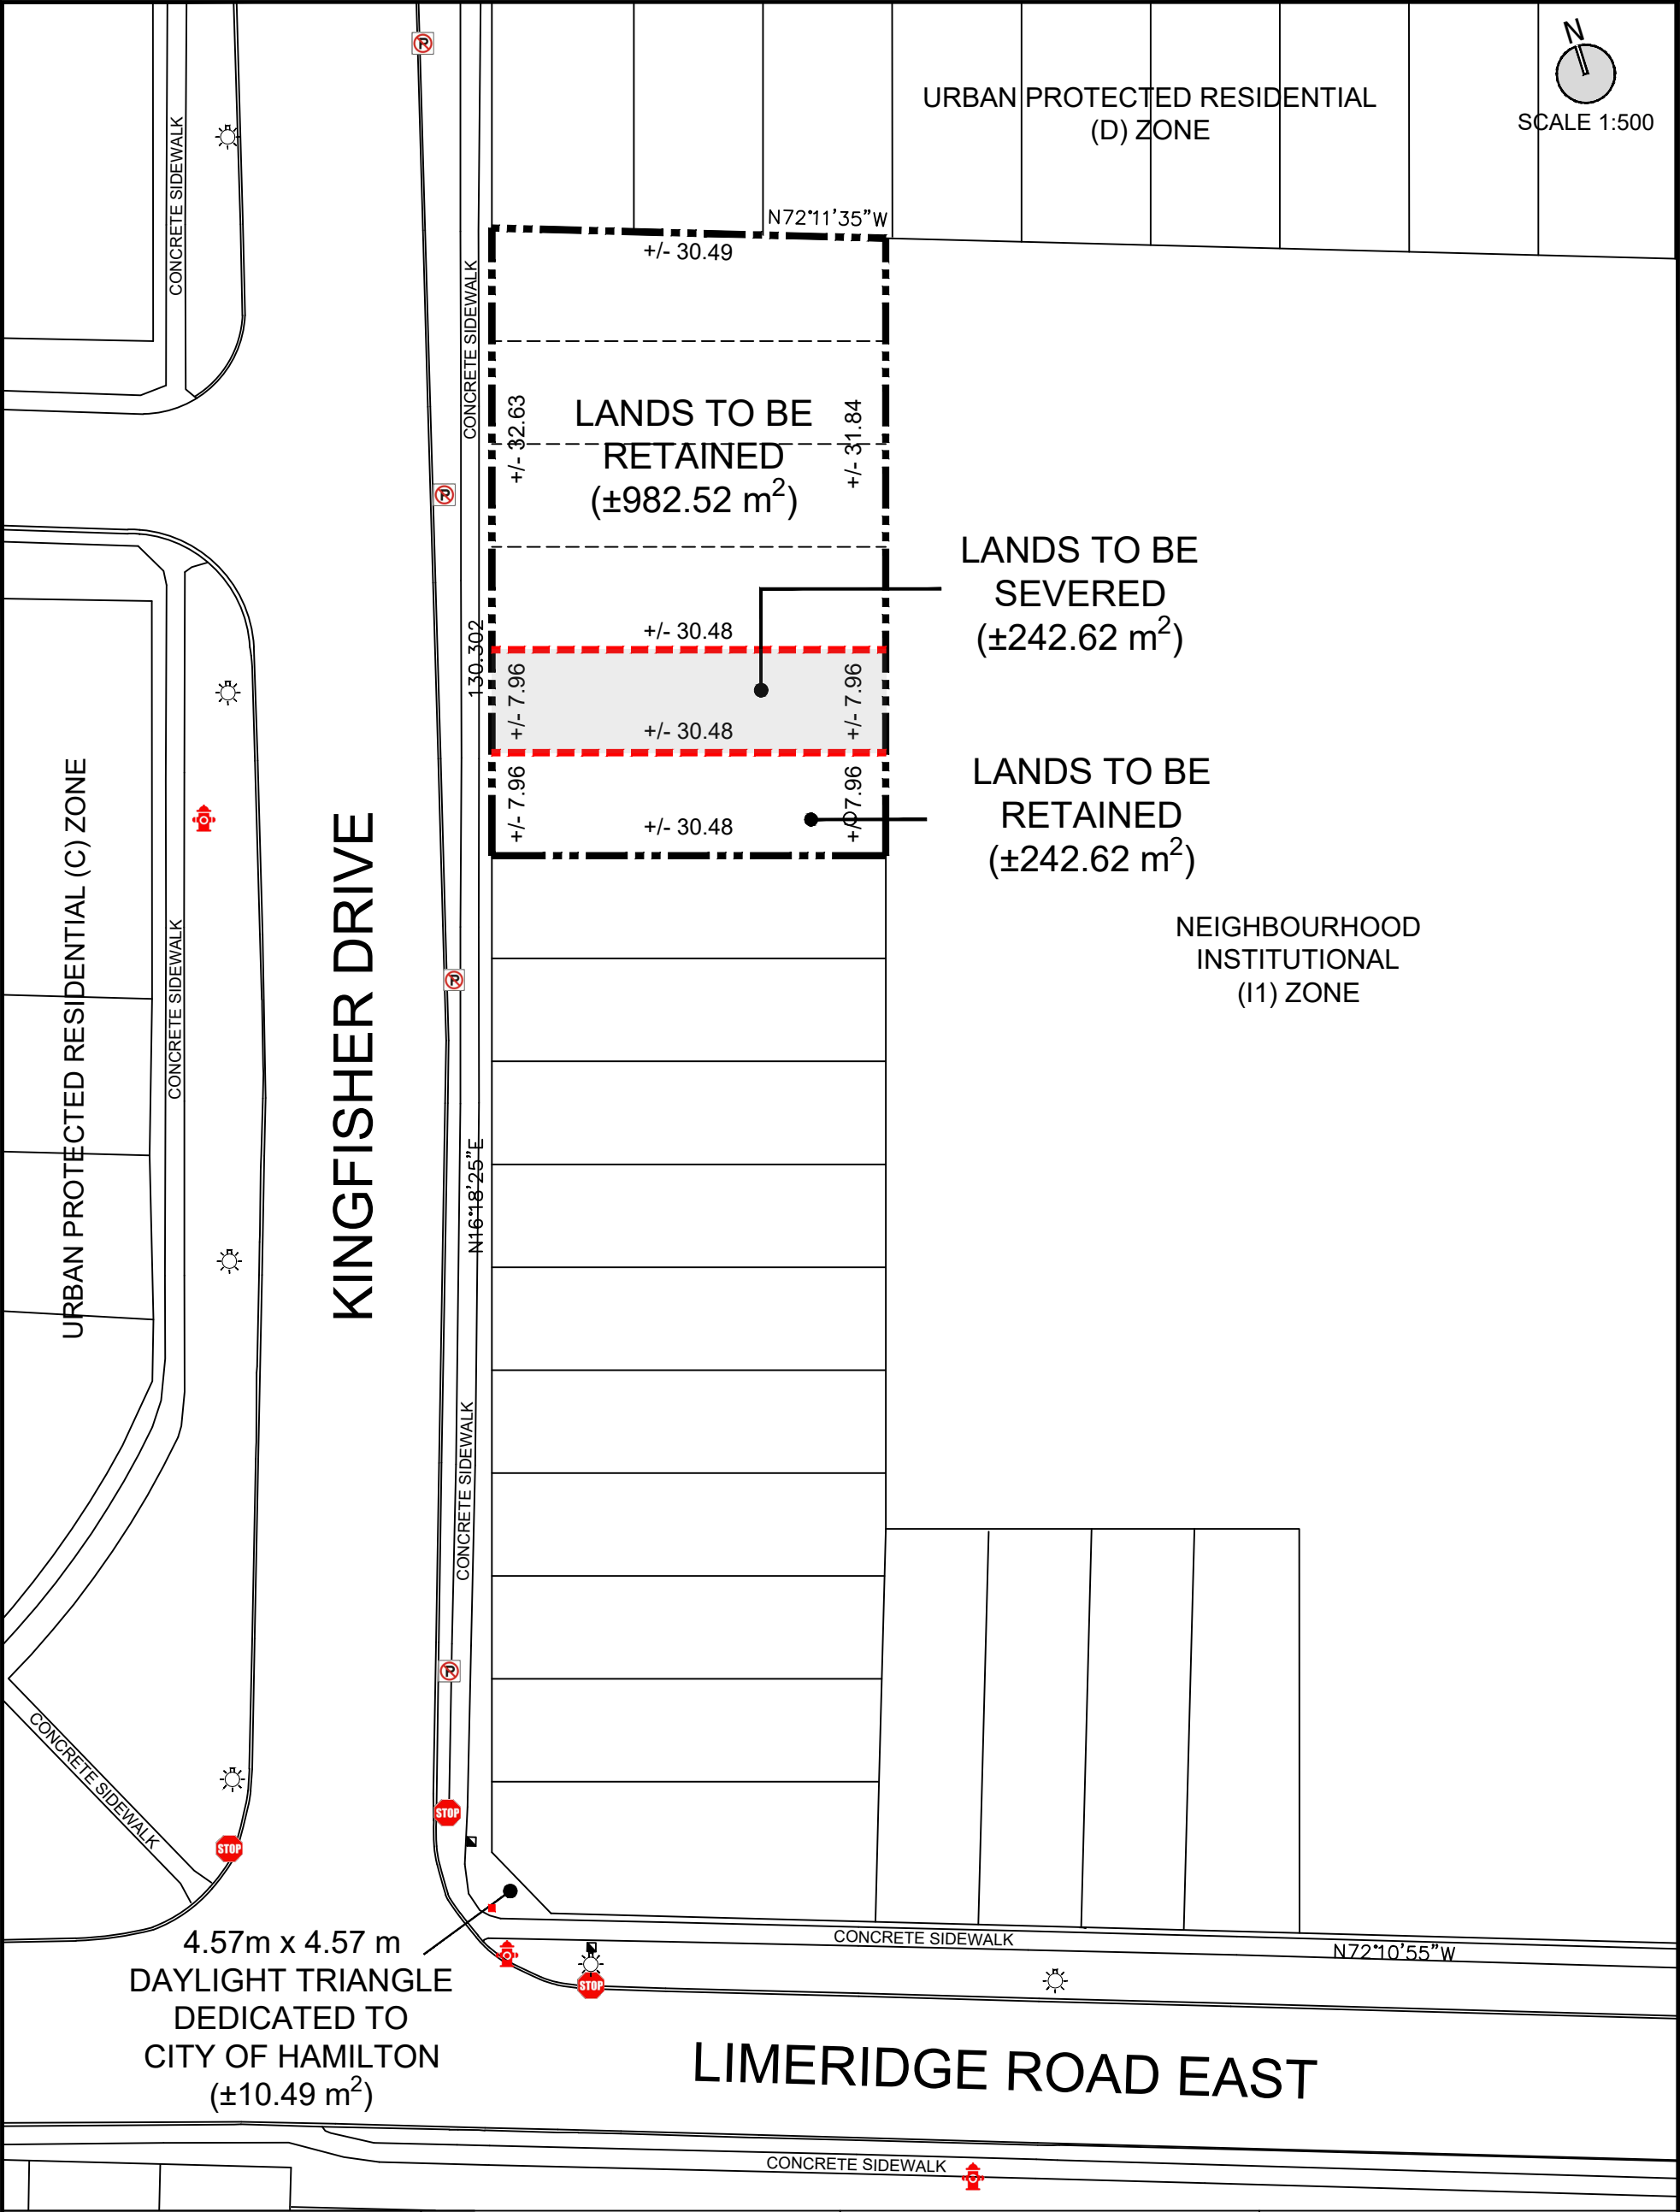 N
SCALE 1:500
URBAN PROTECTED RESIDENTIAL
(D) ZONE
CONCRETE SIDEWALK
CONCRETE SIDEWALK
N72°11'35"W
+/- 30.49
+/- 32.63
LANDS TO BE
RETAINED
(±982.52 m²)
+/- 31.84
LANDS TO BE
SEVERED
(±242.62 m²)
130.302
+/- 30.48
+/- 7.96
+/- 7.96
+/- 30.48
LANDS TO BE
RETAINED
(±242.62 m²)
+/- 7.96
+/- 7.96
+/- 30.48
URBAN PROTECTED RESIDENTIAL (C) ZONE
CONCRETE SIDEWALK
KINGFISHER DRIVE
NEIGHBOURHOOD
INSTITUTIONAL
(I1) ZONE
N16°18'25"E
CONCRETE SIDEWALK
CONCRETE SIDEWALK
P
P
P
P
STOP
STOP
STOP
4.57m x 4.57 m
DAYLIGHT TRIANGLE
DEDICATED TO
CITY OF HAMILTON
(±10.49 m²)
CONCRETE SIDEWALK
N72°10'55"W
LIMERIDGE ROAD EAST
CONCRETE SIDEWALK